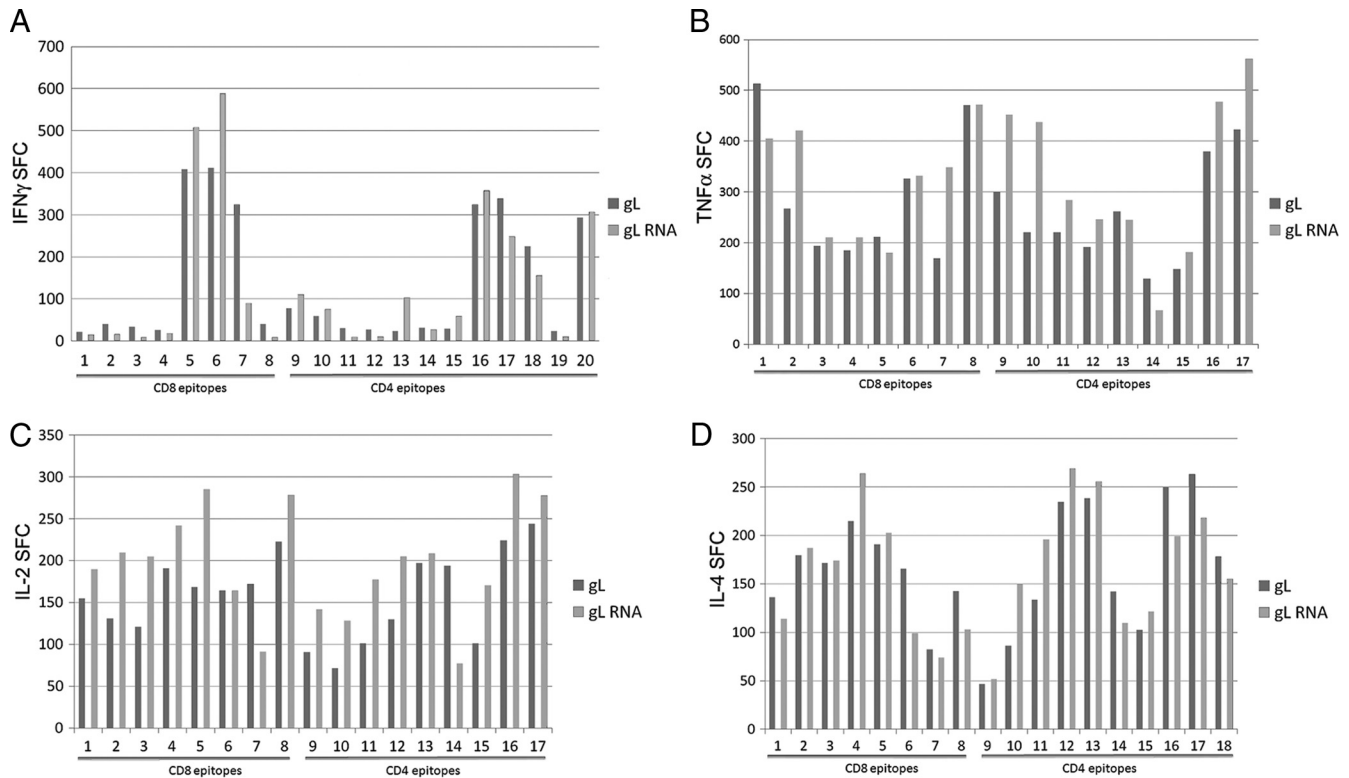 A
IFNγ SFC
700
600
500
400
300
200
100
0
1 2 3 4 5 6 7 8 9 10 11 12 13 14 15 16 17 18 19 20
CD8 epitopes CD4 epitopes
gL
gL RNA
B
TNFα SFC
600
500
400
300
200
100
0
1 2 3 4 5 6 7 8 9 10 11 12 13 14 15 16 17
CD8 epitopes CD4 epitopes
gL
gL RNA
C
IL-2 SFC
350
300
250
200
150
100
50
0
1 2 3 4 5 6 7 8 9 10 11 12 13 14 15 16 17
CD8 epitopes CD4 epitopes
gL
gL RNA
D
IL-4 SFC
300
250
200
150
100
50
0
1 2 3 4 5 6 7 8 9 10 11 12 13 14 15 16 17 18
CD8 epitopes CD4 epitopes
gL
gL RNA